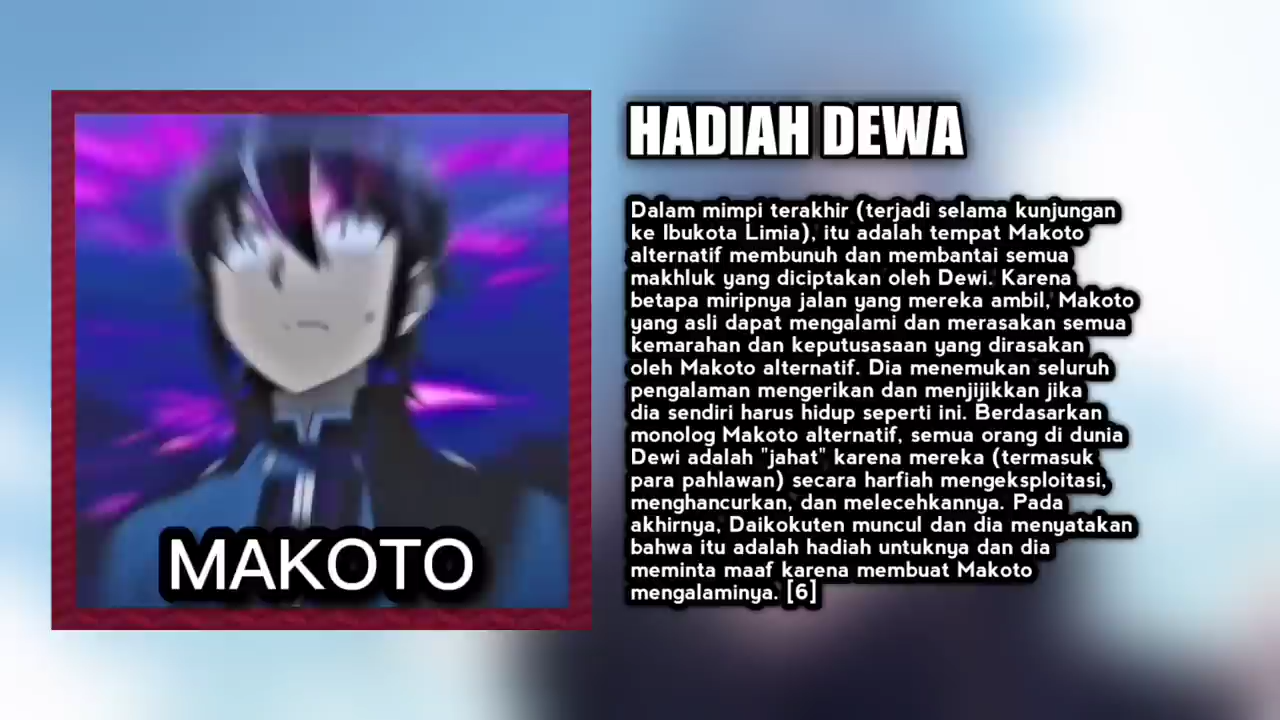 HADIAH DEWA
Dalam mimpi terakhir (terjadi selama kunjungan
ke Ibukota Limia), itu adalah tempat Makoto
alternatif membunuh dan membantai semua
makhluk yang diciptakan oleh Dewi. Karena
betapa miripnya jalan yang mereka ambil, Makoto
yang asli dapat mengalami dan merasakan semua
kemarahan dan keputusasaan yang dirasakan
oleh Makoto alternatif. Dia menemukan seluruh
pengalaman mengerikan dan menjijikkan jika
dia sendiri harus hidup seperti ini. Berdasarkan
monolog Makoto alternatif, semua orang di dunia
Dewi adalah "jahat" karena mereka (termasuk
para pahlawan) secara harfiah mengeksploitasi,
menghancurkan, dan melecehkannya. Pada
akhirnya, Daikokuten muncul dan dia menyatakan
bahwa itu adalah hadiah untuknya dan dia
meminta maaf karena membuat Makoto
mengalaminya. [6]
MAKOTO